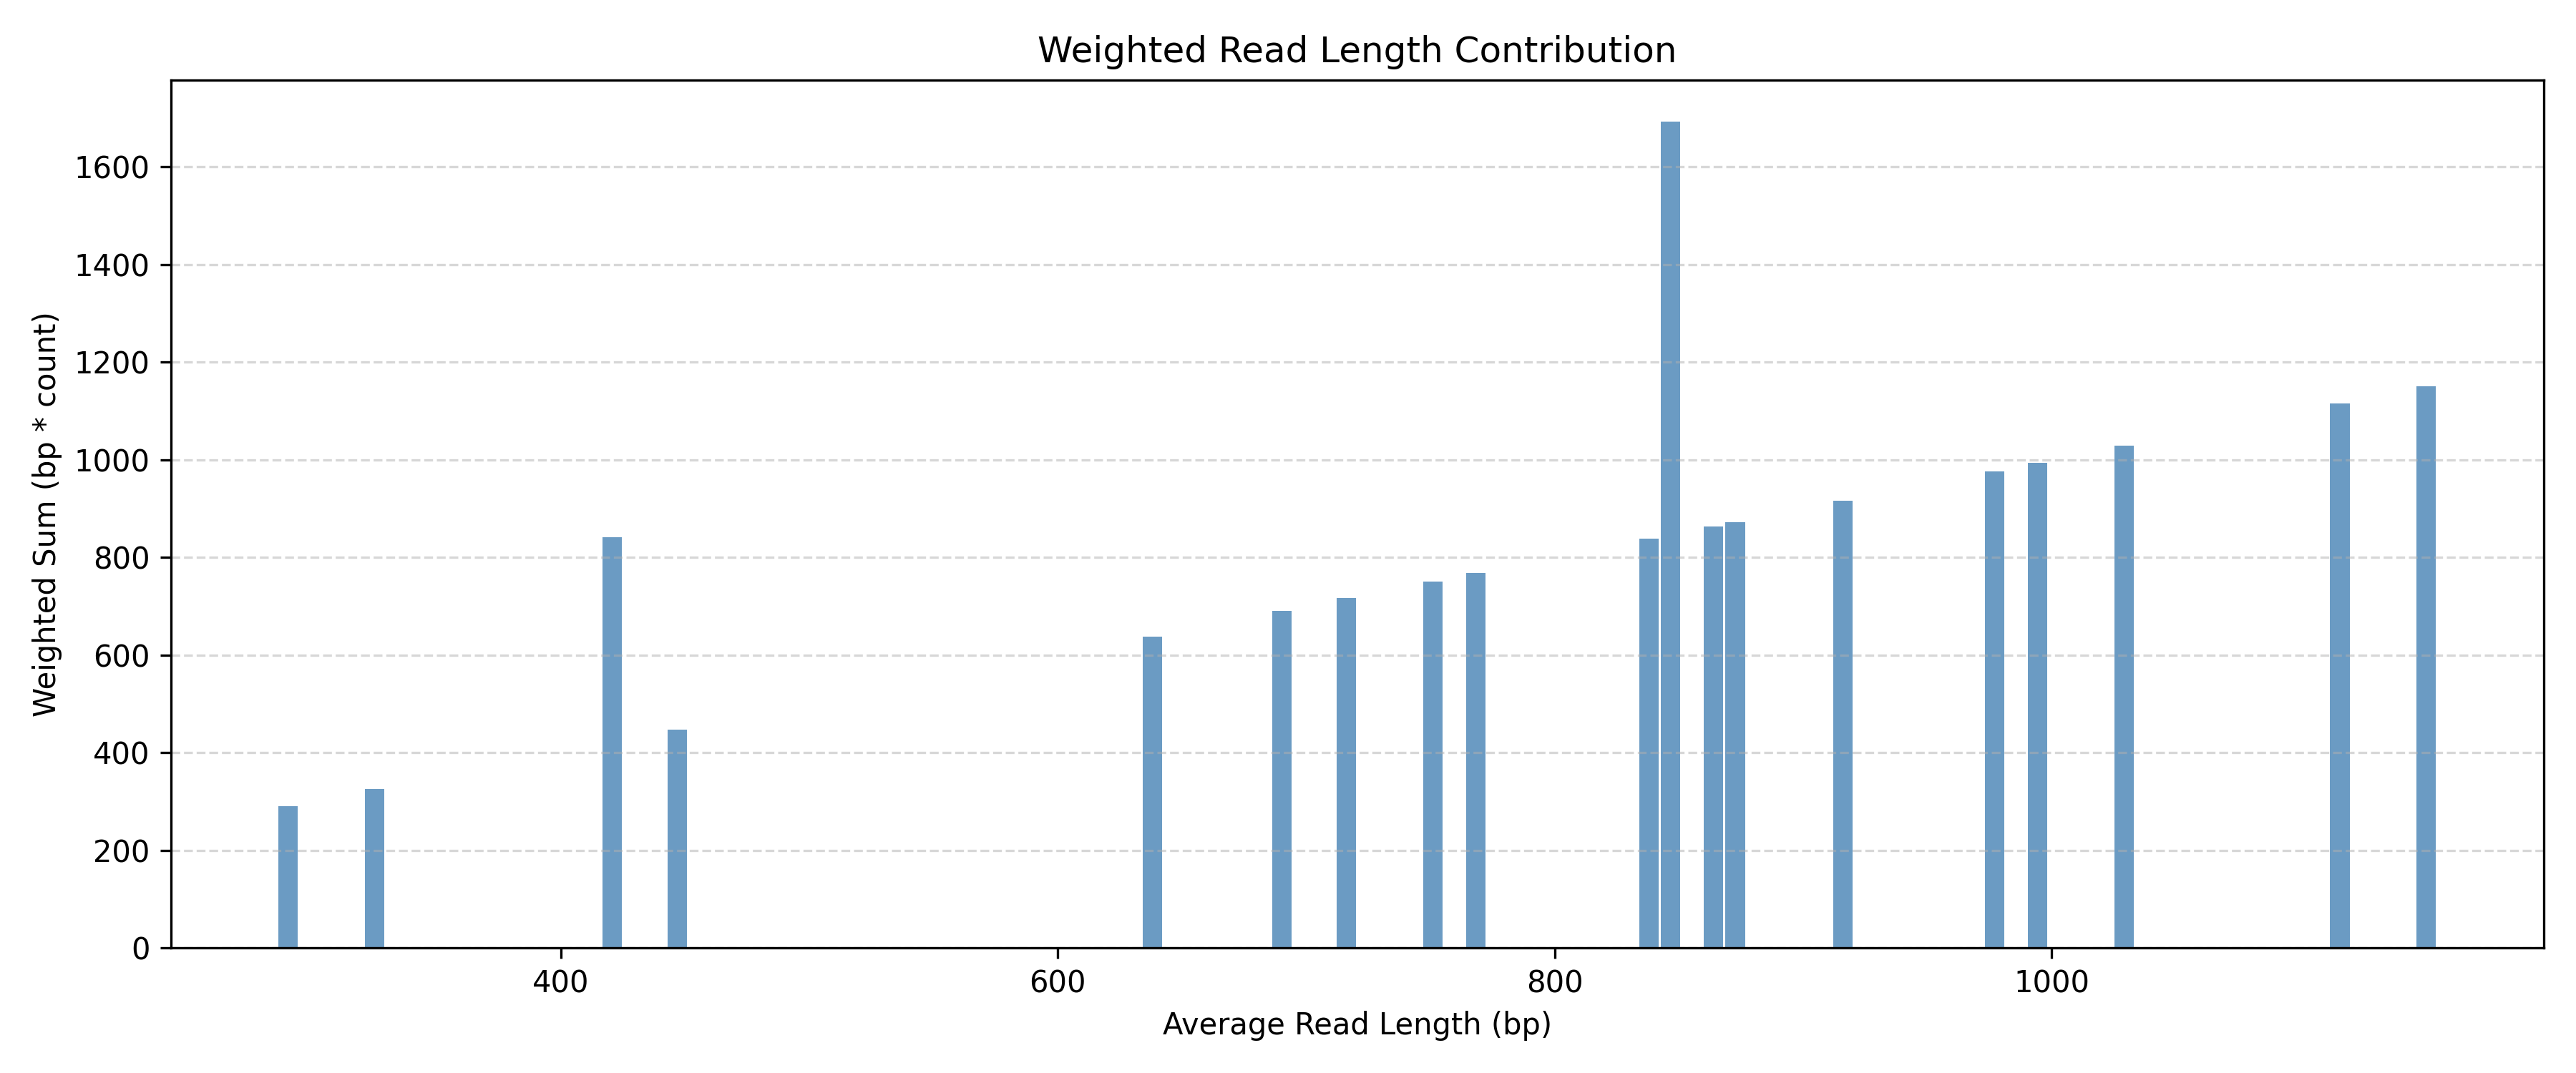 Weighted Read Length Contribution
Weighted Sum (bp * count)
1600
1400
1200
1000
800
600
400
200
0
400 600 800 1000
Average Read Length (bp)